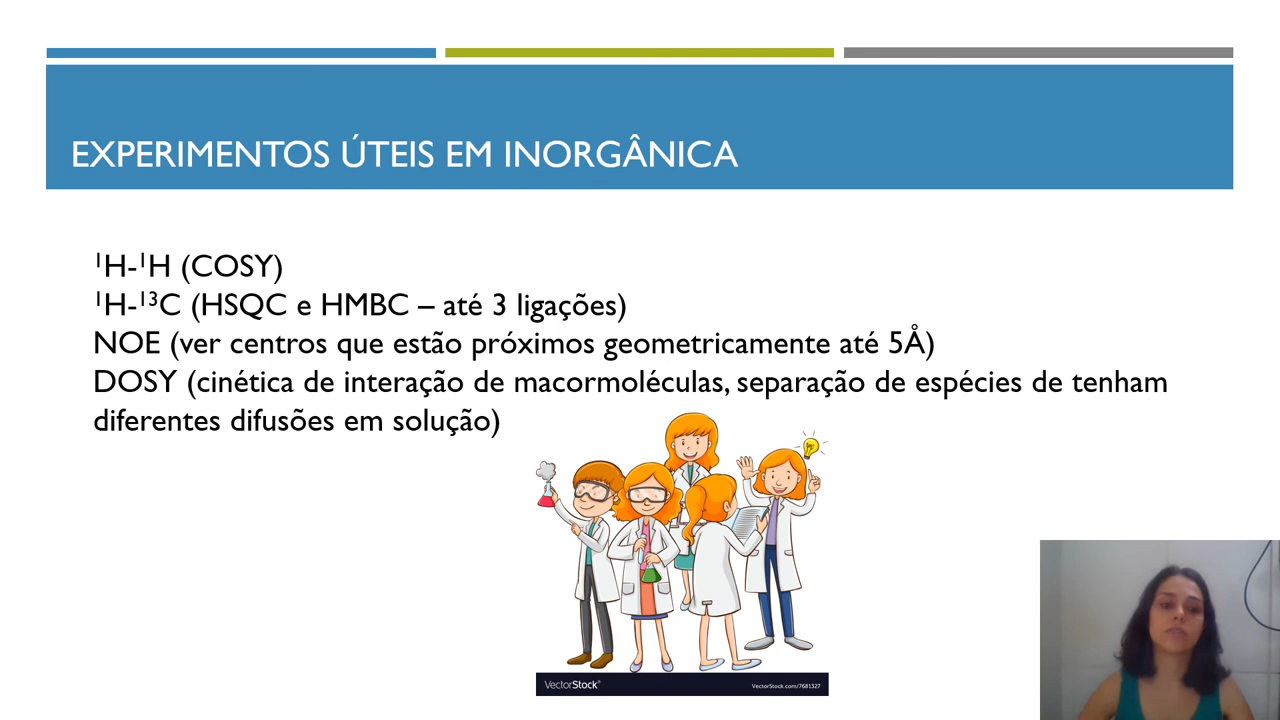 EXPERIMENTOS ÚTEIS EM INORGÂNICA
¹H-¹H (COSY)
¹H-¹³C (HSQC e HMBC – até 3 ligações)
NOE (ver centros que estão próximos geometricamente até 5Å)
DOSY (cinética de interação de macormoléculas, separação de espécies de tenham
diferentes difusões em solução)
VectorStock®
VectorStock.com/7681327